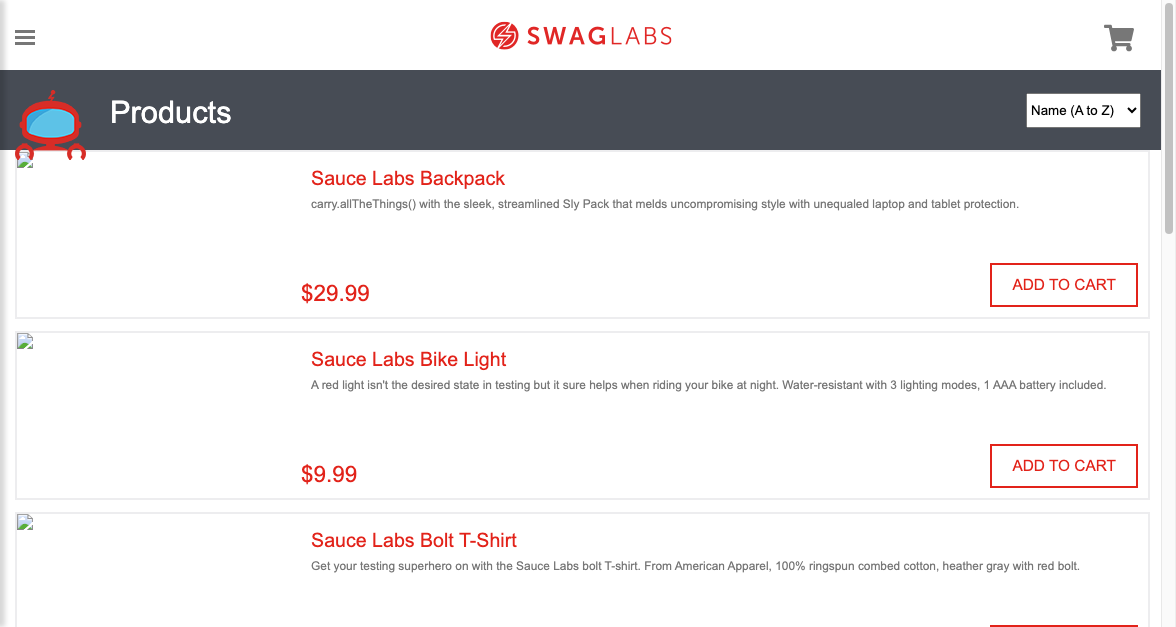 SWAGLABS
Products
Name (A to Z)
Sauce Labs Backpack
carry.allTheThings() with the sleek, streamlined Sly Pack that melds uncompromising style with unequaled laptop and tablet protection.
$29.99
ADD TO CART
Sauce Labs Bike Light
A red light isn't the desired state in testing but it sure helps when riding your bike at night. Water-resistant with 3 lighting modes, 1 AAA battery included.
$9.99
ADD TO CART
Sauce Labs Bolt T-Shirt
Get your testing superhero on with the Sauce Labs bolt T-shirt. From American Apparel, 100% ringspun combed cotton, heather gray with red bolt.